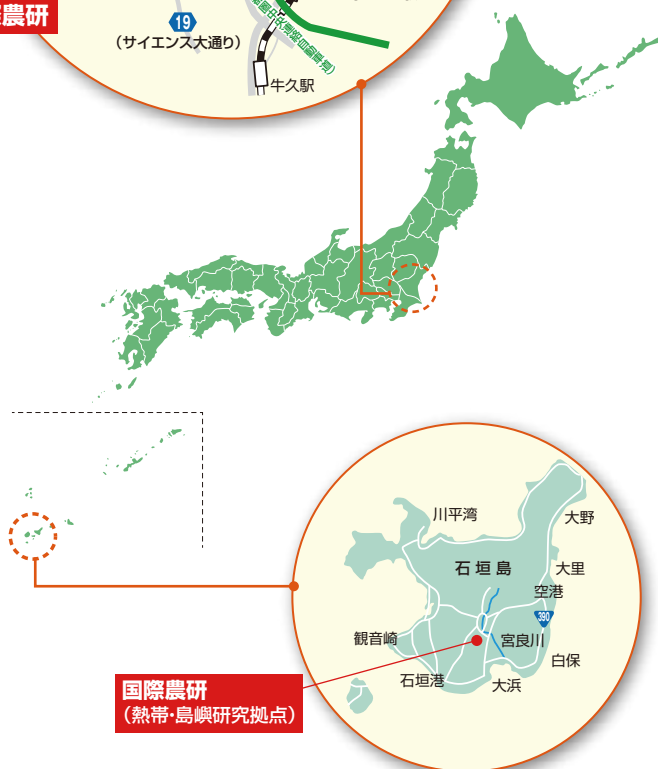 農研
19
(サイエンス大通り)
牛久駅
川平湾
大野
石垣島
大里
空港
390
観音崎
宮良川
白保
石垣港
大浜
国際農研
(熱帯・島嶼研究拠点)